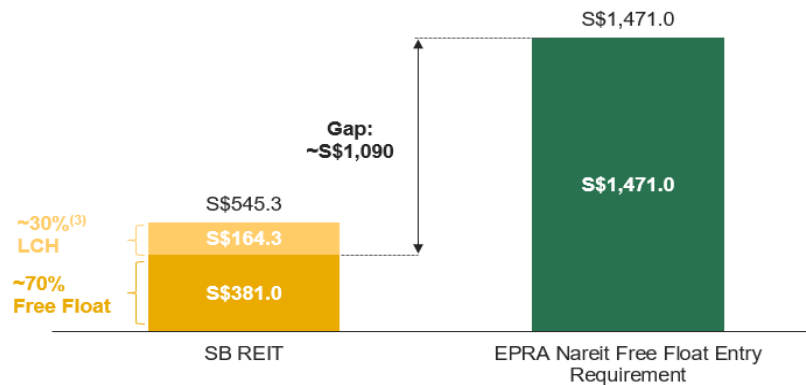 S$1,471.0
Gap:
~S$1,090
S$1,471.0
S$545.3
~30%(3)
LCH
S$164.3
~70%
Free Float
S$381.0
SB REIT
EPRA Nareit Free Float Entry
Requirement